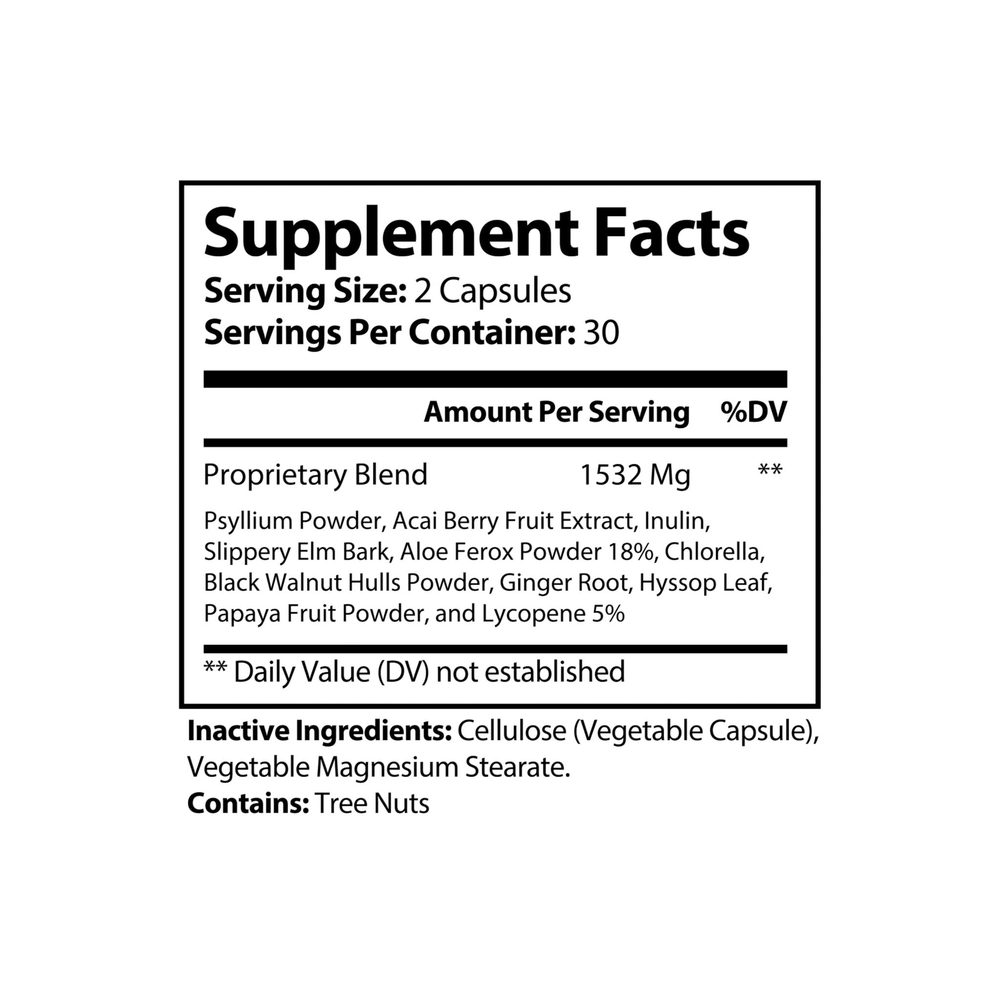 Supplement Facts
Serving Size: 2 Capsules
Servings Per Container: 30
Amount Per Serving %DV
Proprietary Blend 1532 Mg **
Psyllium Powder, Acai Berry Fruit Extract, Inulin,
Slippery Elm Bark, Aloe Ferox Powder 18%, Chlorella,
Black Walnut Hulls Powder, Ginger Root, Hyssop Leaf,
Papaya Fruit Powder, and Lycopene 5%
** Daily Value (DV) not established
Inactive Ingredients: Cellulose (Vegetable Capsule),
Vegetable Magnesium Stearate.
Contains: Tree Nuts